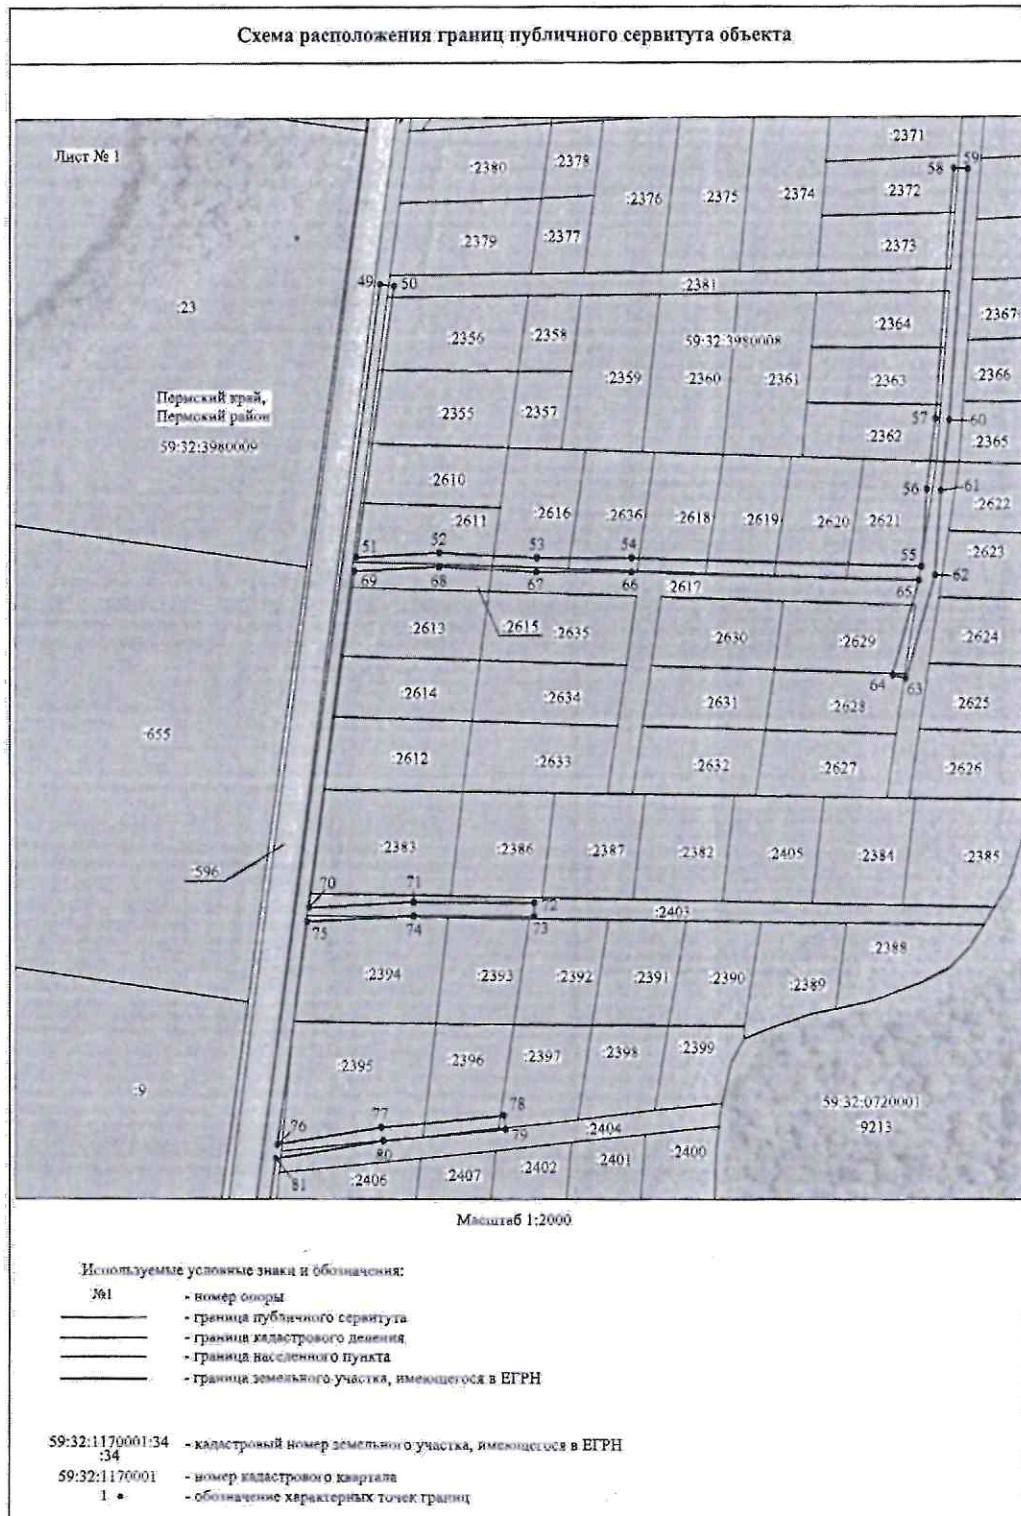 Схема расположения границ публичного сервитута объекта
Лист № 1
:2371
58 59
:2380 :2378
:2372
:2376 :2375 :2374
:2379 :2377
:2373
49 50
:2381
:23
:2367
:2364
:2356 :2358
59:32:3980008
:2359 :2360 :2361
:2363
:2366
Пермский край,
Пермский район
59:32:3980009
:2355 :2357
57 60
:2362
:2365
:2610
56 61
:2611
:2616 :2636 :2618 :2619 :2620 :2621
:2622
51 52 53 54 55
:2623
62
69 68 67 66 65
:2617
:2613 :2615 :2635
:2630 :2629
:2624
64 63
:2614 :2634
:2631 :2628
:2625
:655
:2612 :2633
:2632 :2627 :2626
:2383 :2386 :2387 :2382 :2405 :2384 :2385
:596
70 71 72
:2403
75 74 73
:2388
:2394 :2393 :2392 :2391 :2390 :2389
:2395 :2396 :2397 :2398 :2399
:9
59:32:0720001
:9213
76 77 78
79
:2404
80
81
:2406 :2407 :2402 :2401 :2400
Масштаб 1:2000
Используемые условные знаки и обозначения:
№1 - номер опоры
- граница публичного сервитута
- граница кадастрового деления
- граница населенного пункта
- граница земельного участка, имеющегося в ЕГРН
59:32:1170001:34 - кадастровый номер земельного участка, имеющегося в ЕГРН
:34
59:32:1170001 - номер кадастрового квартала
1 • - обозначение характерных точек границ